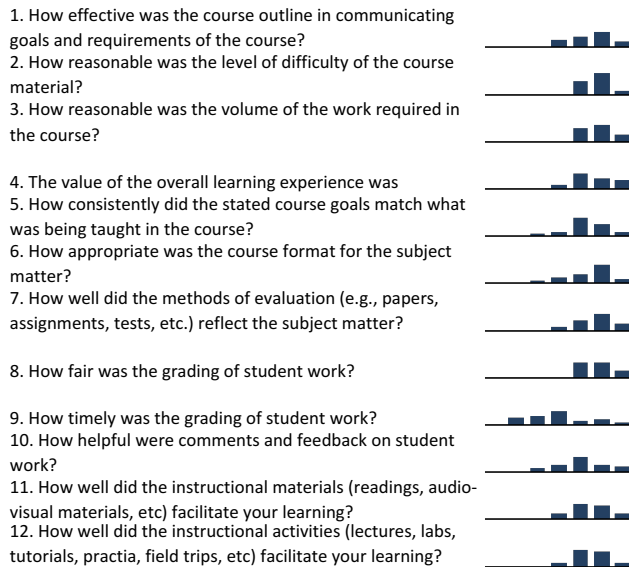 1. How effective was the course outline in communicating
goals and requirements of the course?
2. How reasonable was the level of difficulty of the course
material?
3. How reasonable was the volume of the work required in
the course?
4. The value of the overall learning experience was
5. How consistently did the stated course goals match what
was being taught in the course?
6. How appropriate was the course format for the subject
matter?
7. How well did the methods of evaluation (e.g., papers,
assignments, tests, etc.) reflect the subject matter?
8. How fair was the grading of student work?
9. How timely was the grading of student work?
10. How helpful were comments and feedback on student
work?
11. How well did the instructional materials (readings, audio-
visual materials, etc) facilitate your learning?
12. How well did the instructional activities (lectures, labs,
tutorials, practia, field trips, etc) facilitate your learning?